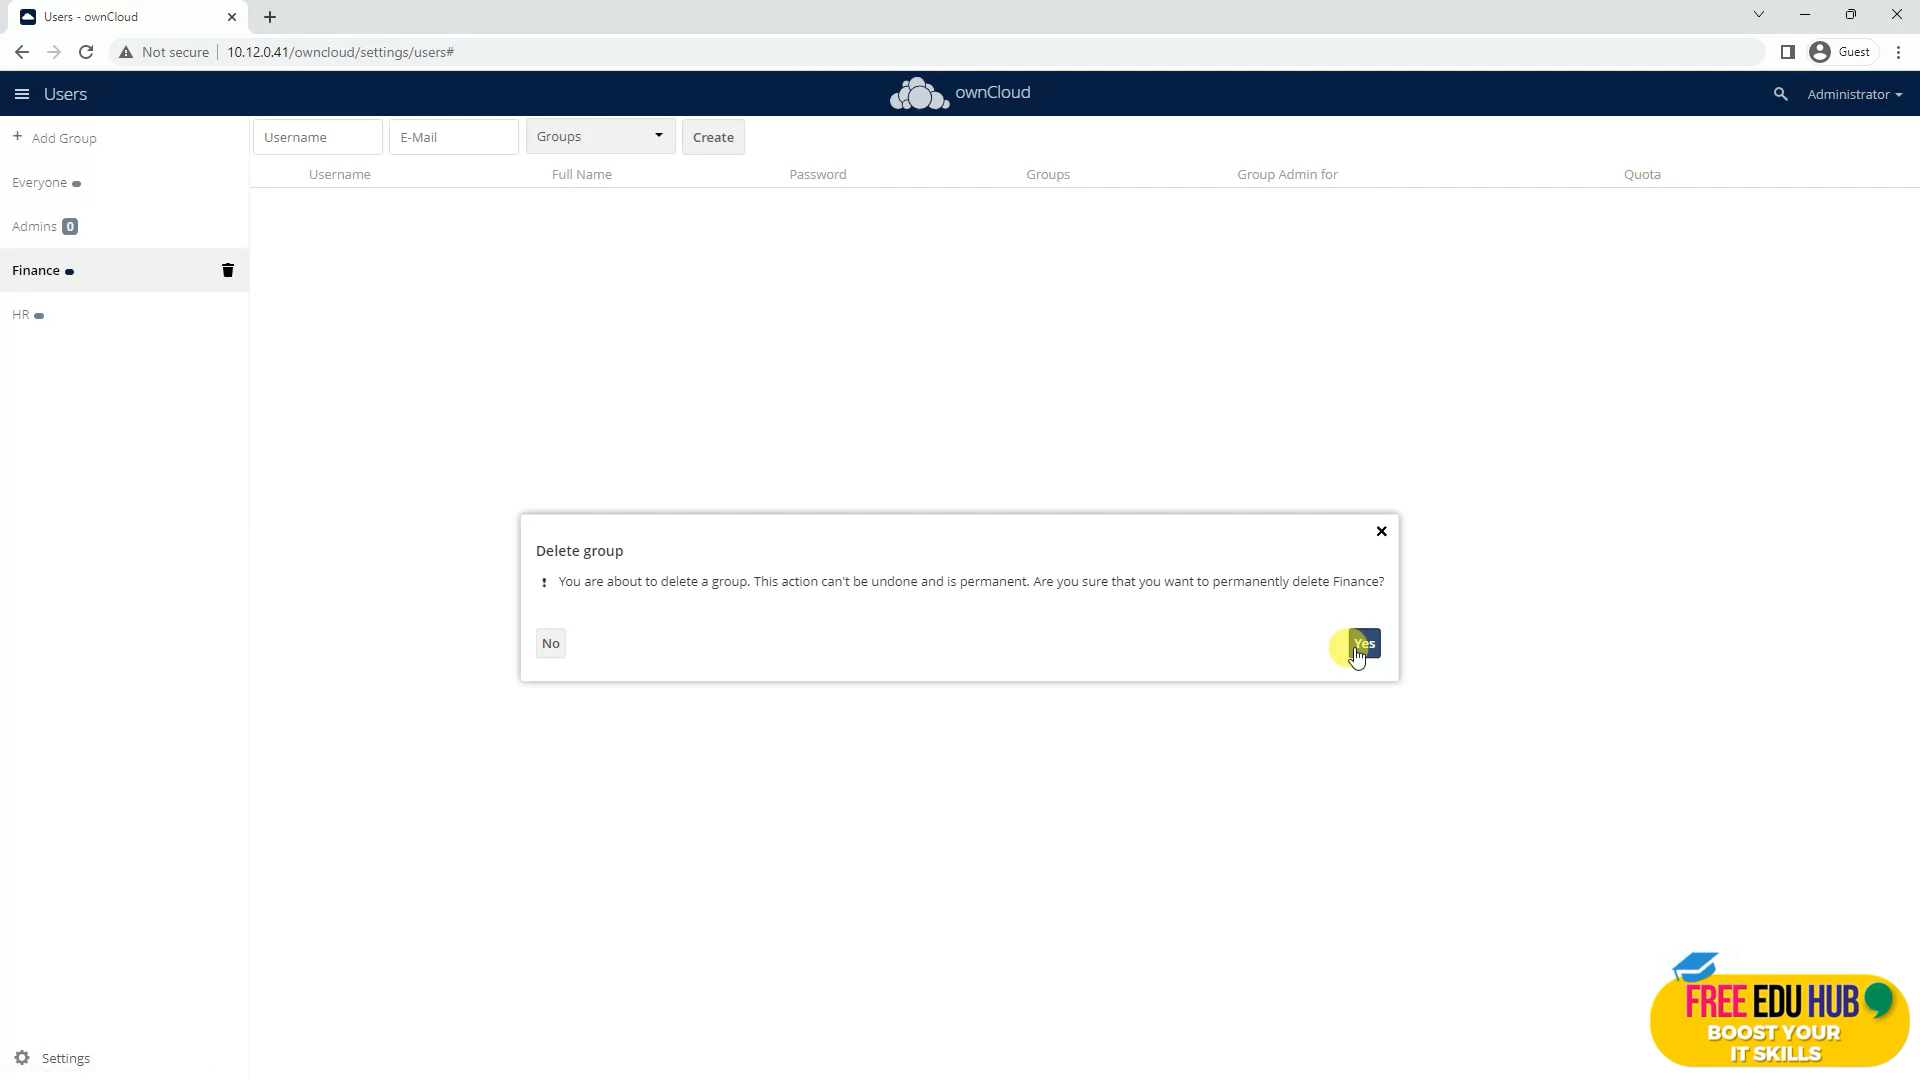 Users - ownCloud
Not secure
10.12.0.41/owncloud/settings/users#
Guest
Users
ownCloud
Administrator
+ Add Group
Username
E-Mail
Groups
Create
Username
Full Name
Password
Groups
Group Admin for
Quota
Everyone
Admins 0
Finance
HR
Delete group
! You are about to delete a group. This action can't be undone and is permanent. Are you sure that you want to permanently delete Finance?
No
Yes
Settings
FREE EDU HUB
BOOST YOUR
IT SKILLS